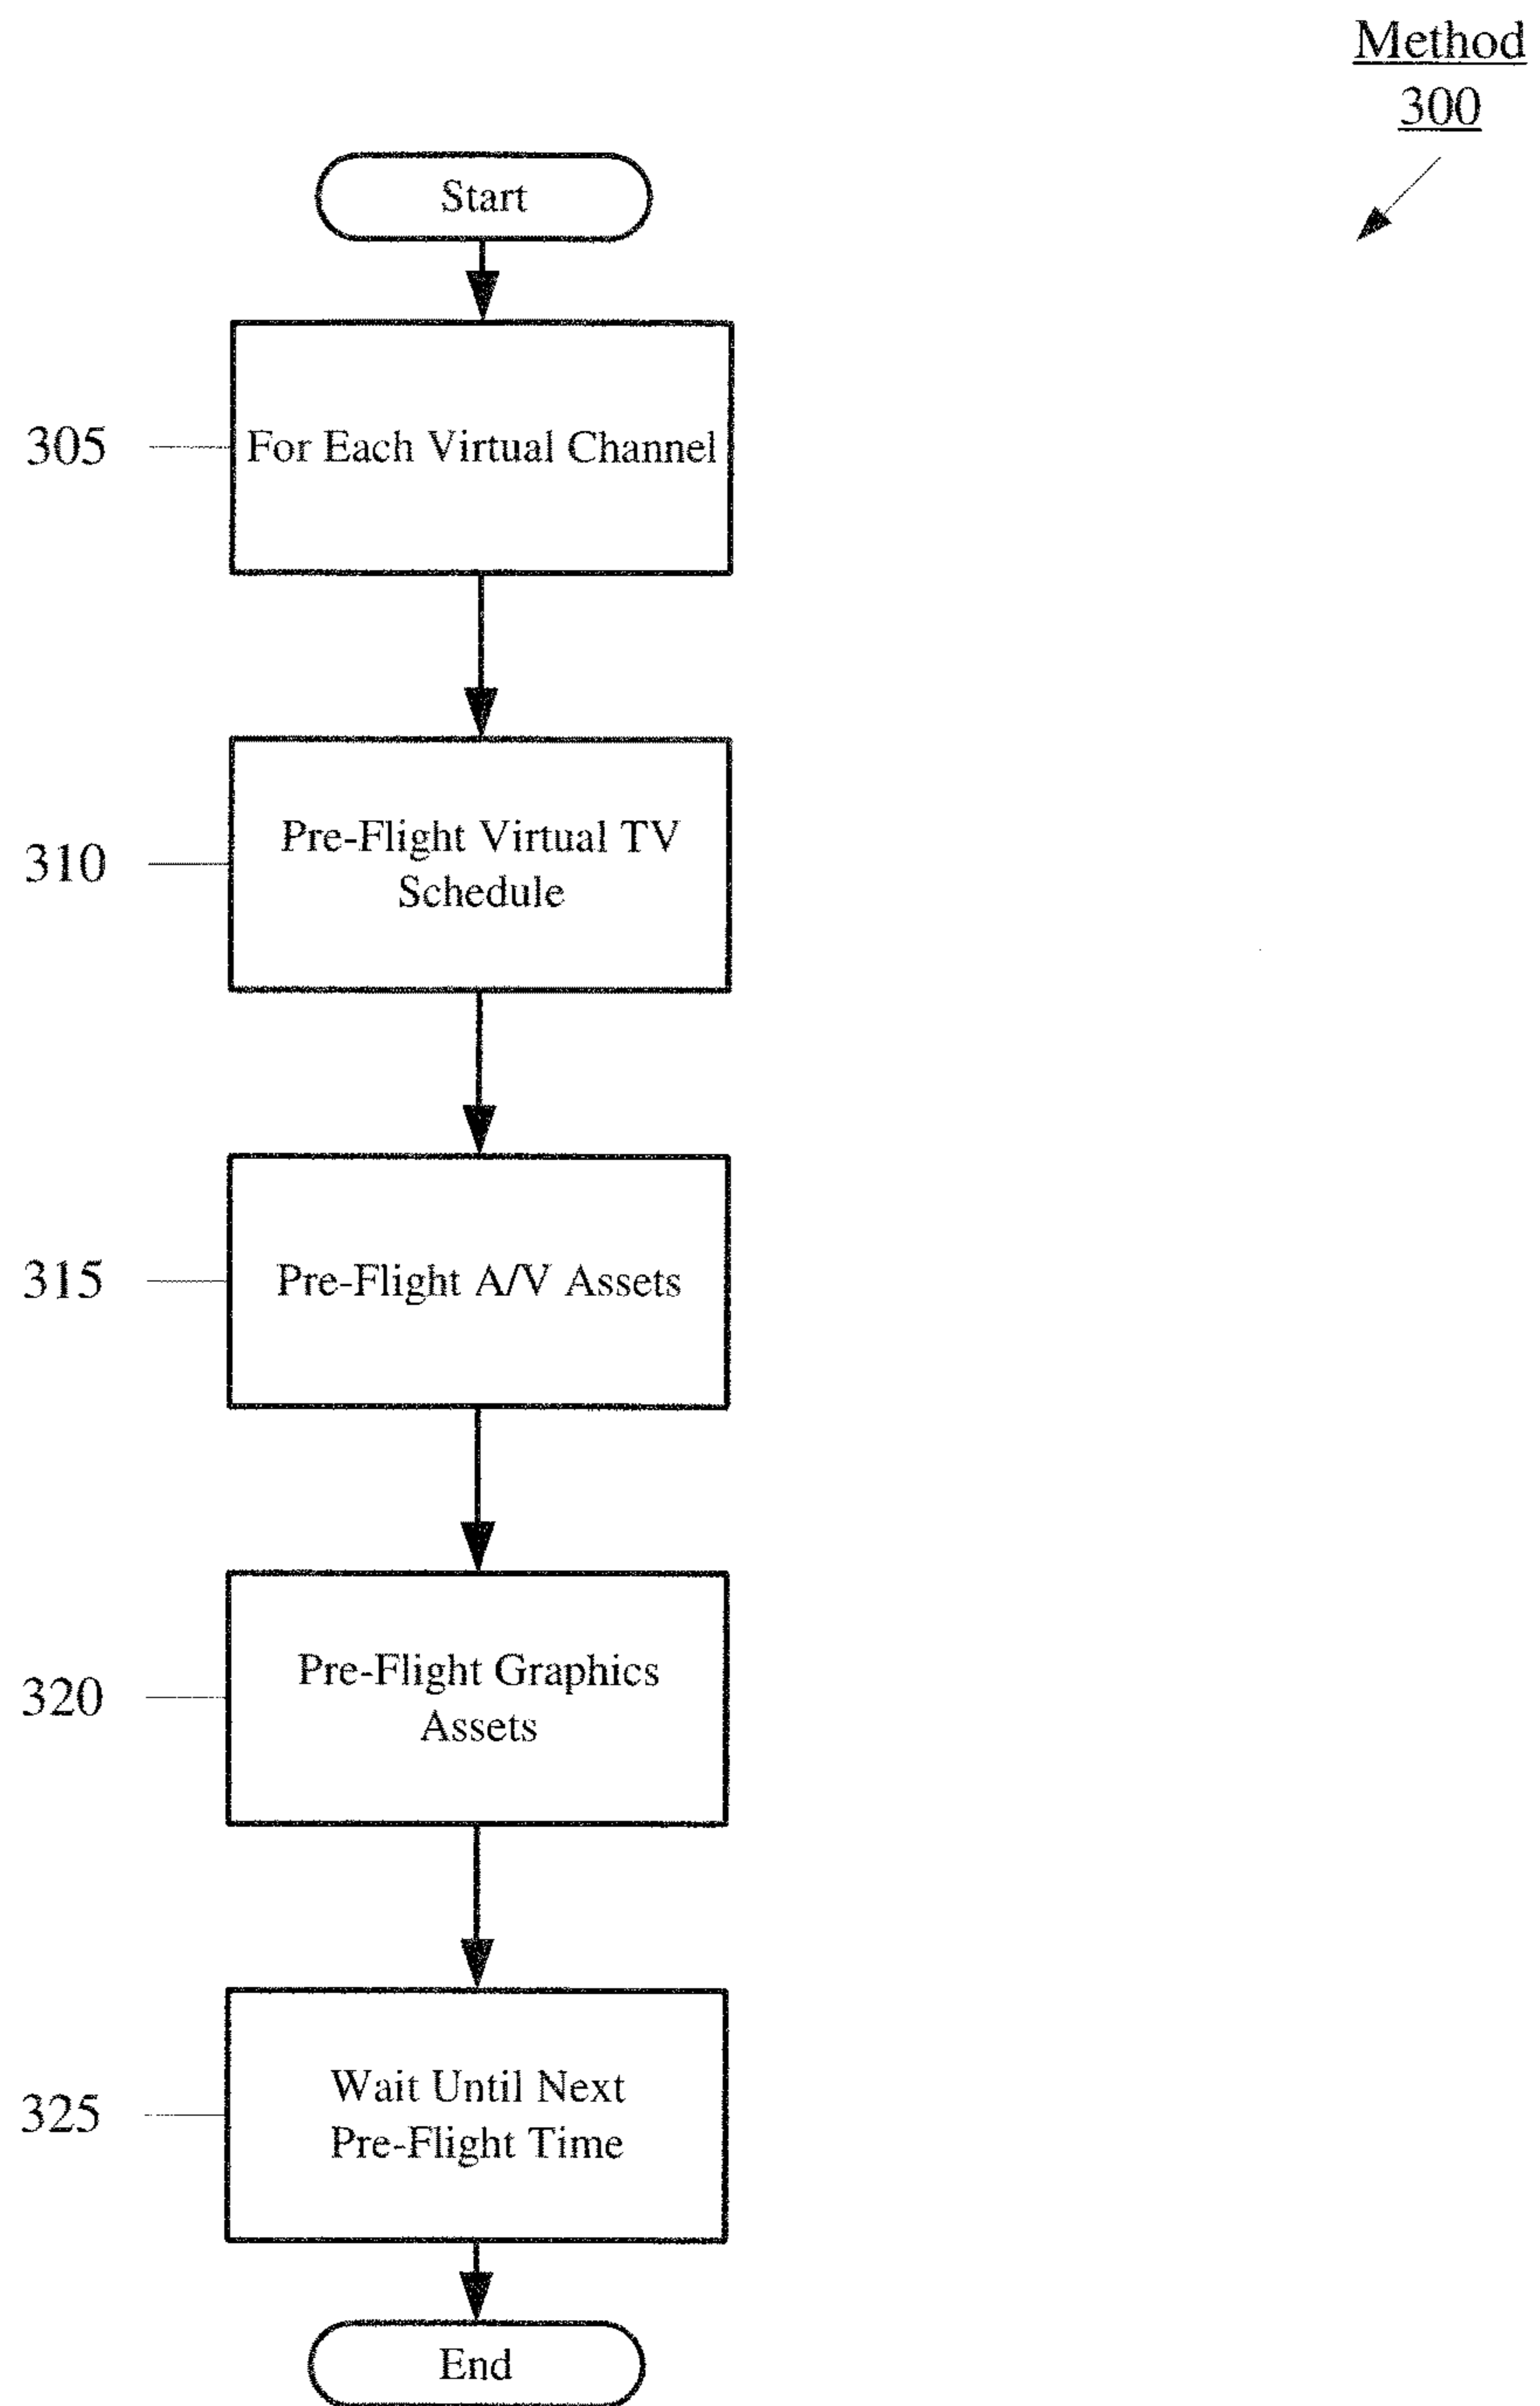 Method
300
Start
305
For Each Virtual Channel
310
Pre-Flight Virtual TV
Schedule
315
Pre-Flight A/V Assets
320
Pre-Flight Graphics
Assets
325
Wait Until Next
Pre-Flight Time
End